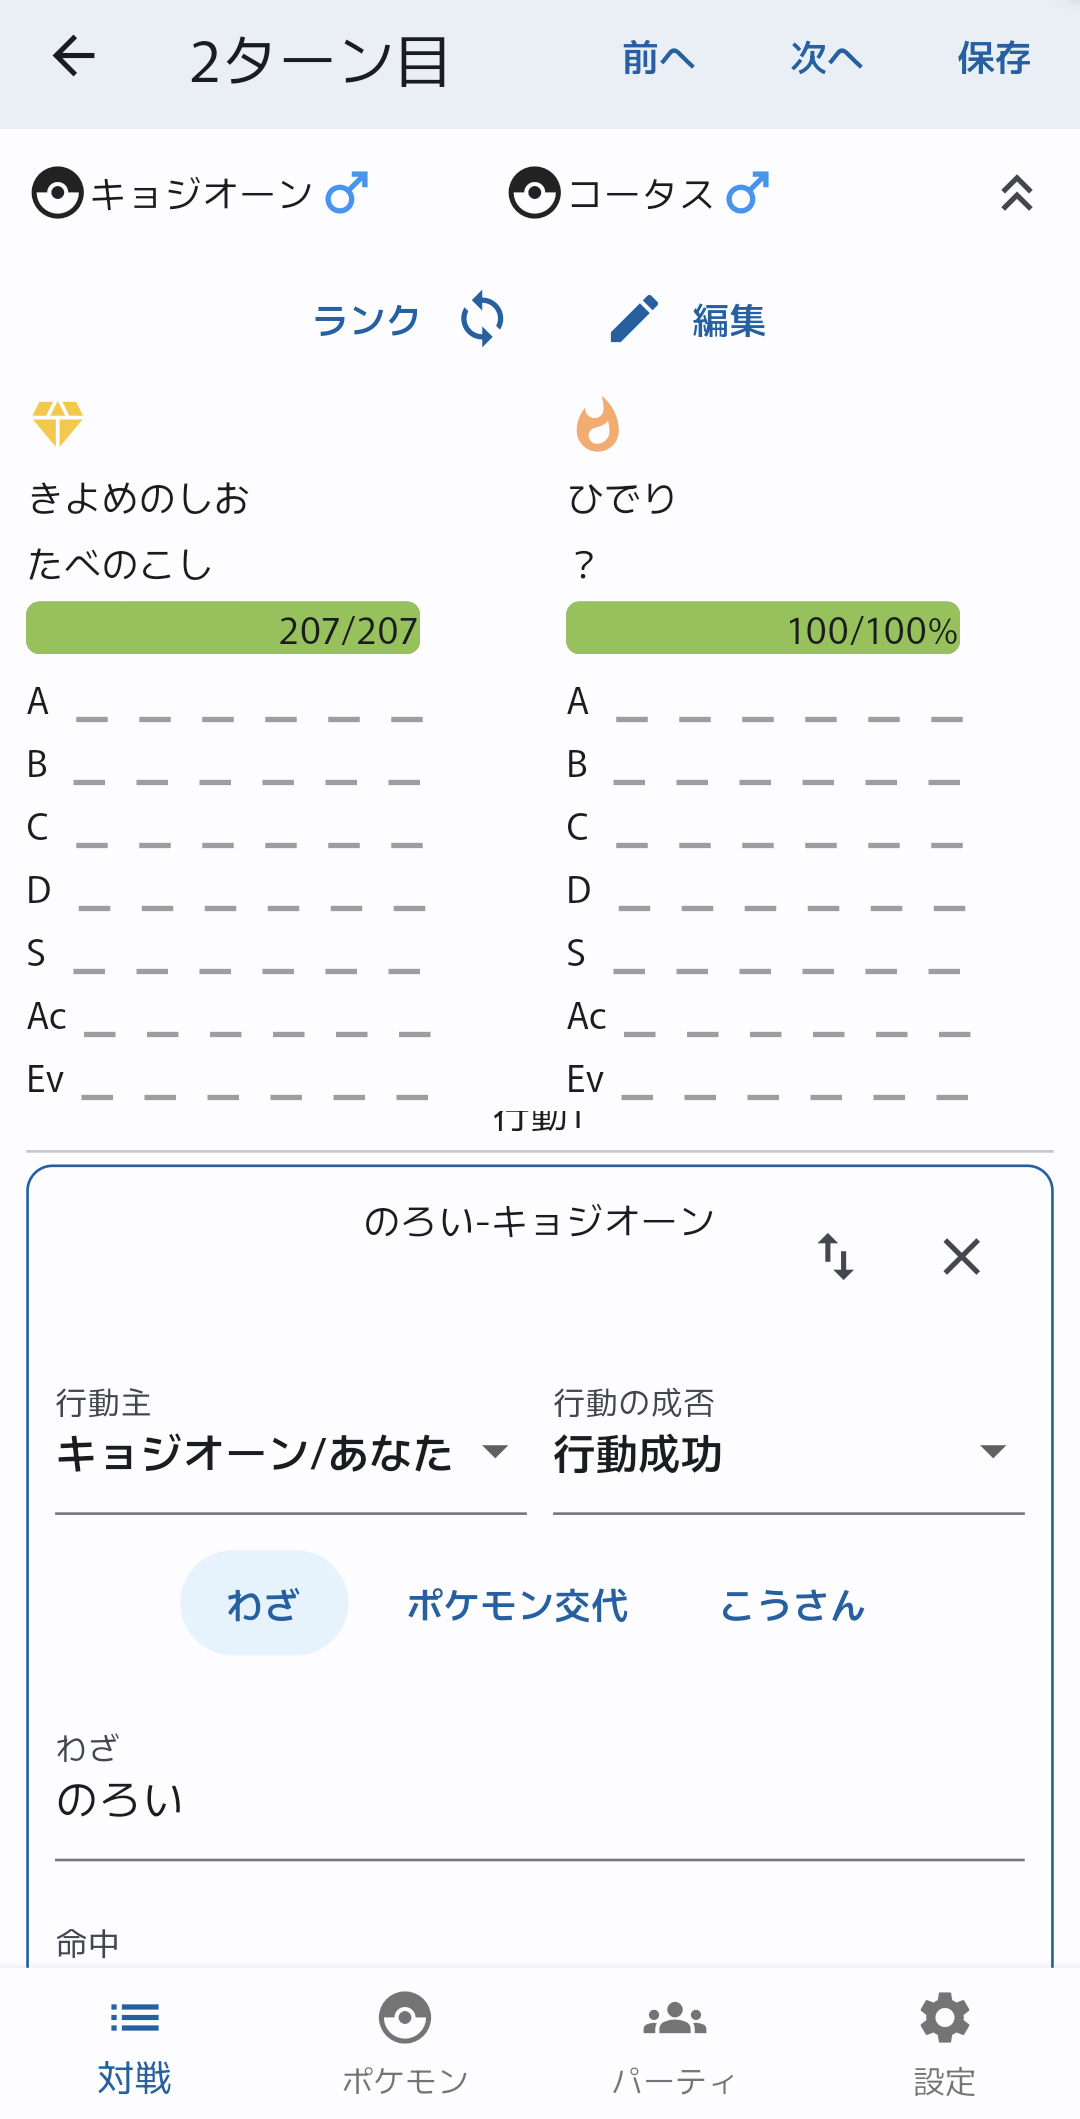 2ターン目 前へ 次へ 保存
キョジオーン コータス
ランク 編集
きよめのしお ひでり
たべのこし ？
207/207 100/100%
A A
B B
C C
D D
S S
Ac Ac
Ev Ev
行動1
のろい-キョジオーン
行動主 行動の成否
キョジオーン/あなた 行動成功
わざ ポケモン交代 こうさん
わざ
のろい
命中
対戦 ポケモン パーティ 設定